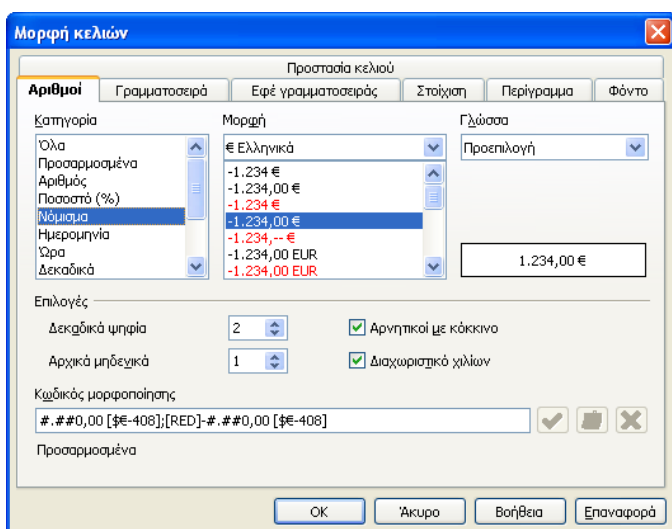 Μορφή κελιών
Προστασία κελιού
Αριθμοί Γραμματοσειρά Εφέ γραμματοσειράς Στοίχιση Περίγραμμα Φόντο
Κατηγορία Μορφή Γλώσσα
Όλα € Ελληνικά Προεπιλογή
Προσαρμοσμένα -1.234 €
Αριθμός -1.234,00 €
Ποσοστό (%) -1.234 €
Νόμισμα -1.234,00 €
Ημερομηνία -1.234,-- €
Ώρα -1.234,00 EUR 1.234,00 €
Δεκαδικά -1.234,00 EUR
Επιλογές
Δεκαδικά ψηφία 2 Αρνητικοί με κόκκινο
Αρχικά μηδενικά 1 Διαχωριστικό χιλίων
Κωδικός μορφοποίησης
#.##0,00 [$€-408];[RED]-#.##0,00 [$€-408]
Προσαρμοσμένα
OK Άκυρο Βοήθεια Επαναφορά